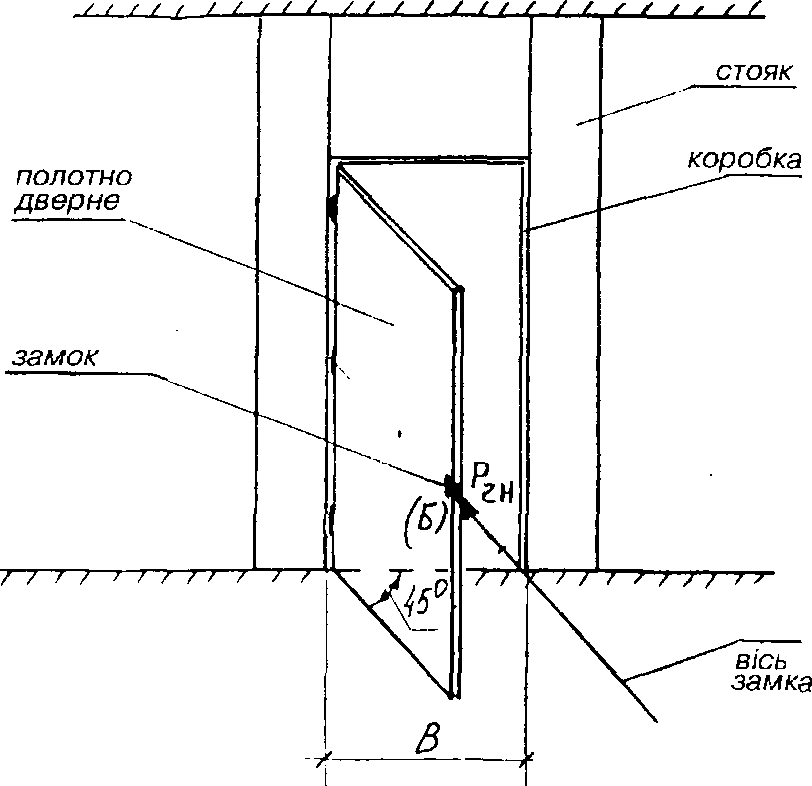 стояк
коробка
полотно
дверне
замок
Pгн
(Б)
45°
вісь
замка
В